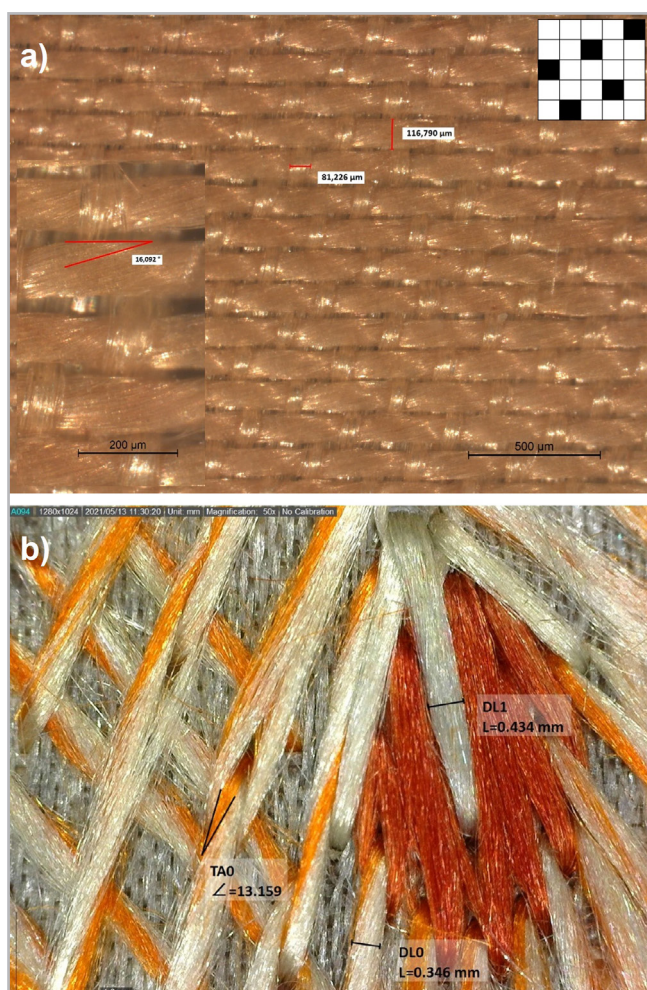 a)
116,790 µm
81,226 µm
16,092 °
200 µm
500 µm
A094 1280x1024 2021/05/13 11:30:20 Unit: mm Magnification: 50x No Calibration
b)
DL1
L=0.434 mm
TA0
∠=13.159
DL0
L=0.346 mm